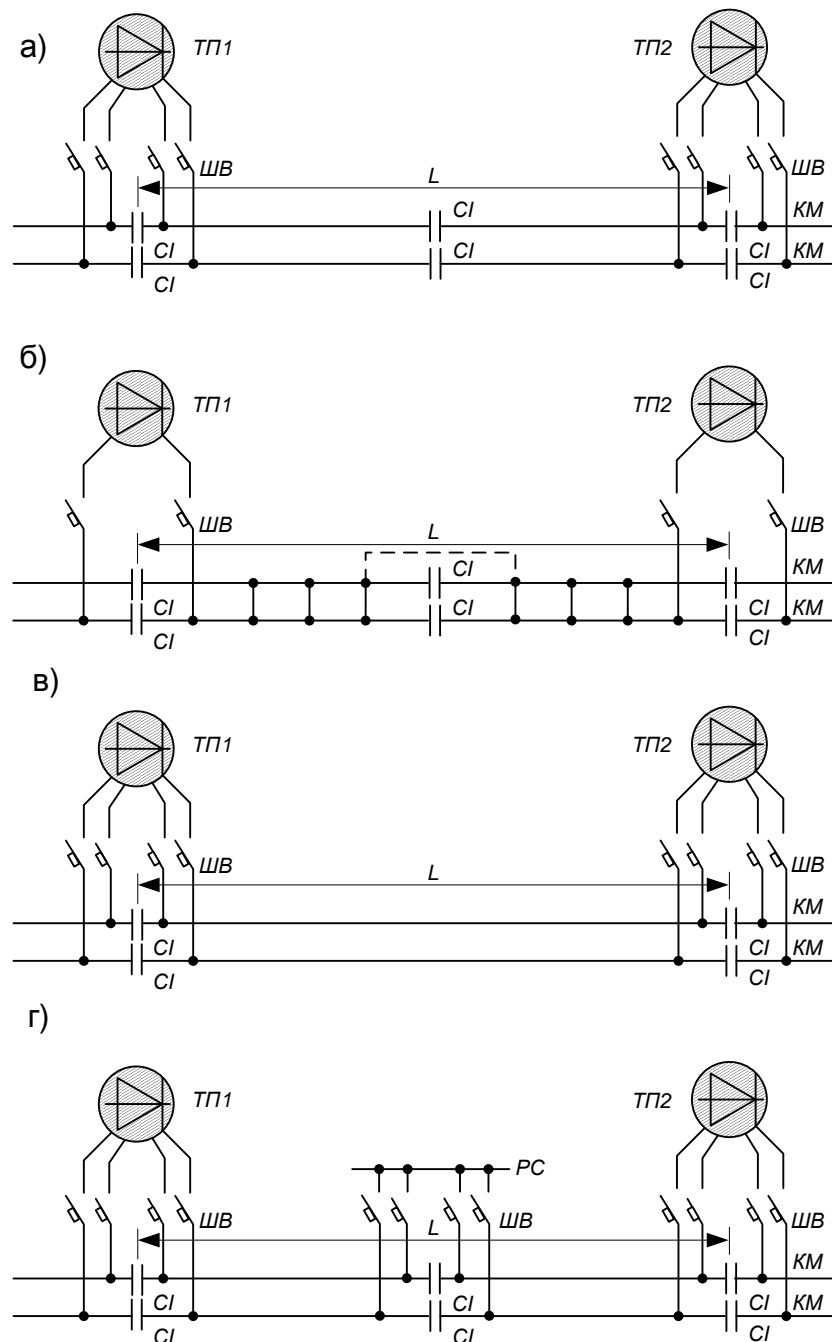 а)
ТП1 ТП2
ШВ L ШВ
СІ КМ
СІ СІ СІ КМ
СІ СІ
б)
ТП1 ТП2
ШВ L ШВ
СІ КМ
СІ СІ СІ КМ
СІ СІ
в)
ТП1 ТП2
ШВ L ШВ
КМ
СІ СІ КМ
СІ СІ
г)
ТП1 ТП2
РС
ШВ L ШВ ШВ
КМ
СІ СІ СІ КМ
СІ СІ СІ